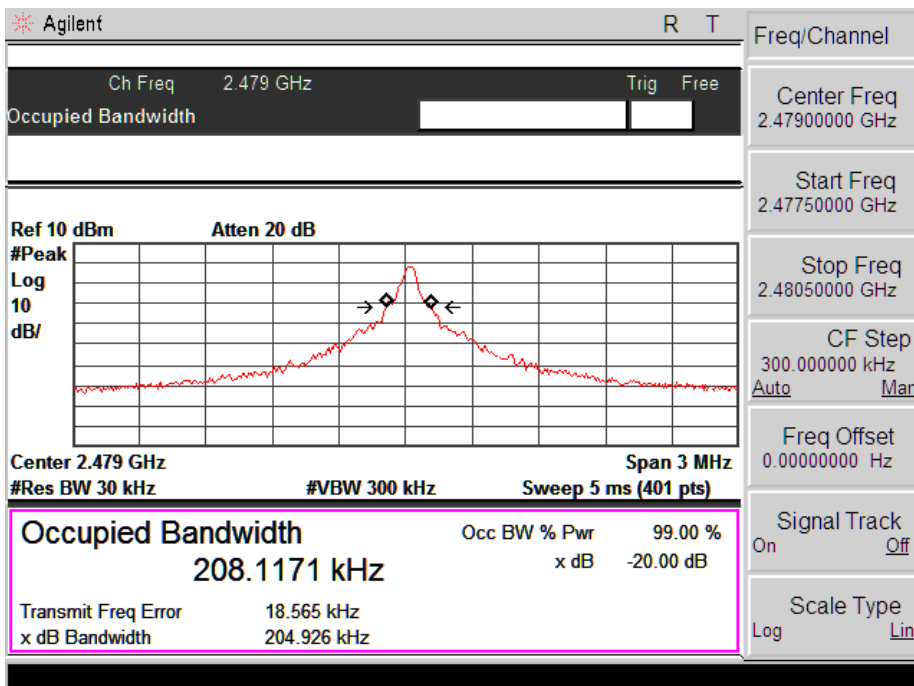 Agilent R T
Ch Freq 2.479 GHz Trig Free
Occupied Bandwidth
Ref 10 dBm Atten 20 dB
#Peak
Log
10
dB/
Center 2.479 GHz Span 3 MHz
#Res BW 30 kHz #VBW 300 kHz Sweep 5 ms (401 pts)
Occupied Bandwidth
208.1171 kHz
Occ BW % Pwr 99.00 %
x dB -20.00 dB
Transmit Freq Error 18.565 kHz
x dB Bandwidth 204.926 kHz
Freq/Channel
Center Freq
2.47900000 GHz
Start Freq
2.47750000 GHz
Stop Freq
2.48050000 GHz
CF Step
300.000000 kHz
Auto Man
Freq Offset
0.00000000 Hz
Signal Track
On Off
Scale Type
Log Lin